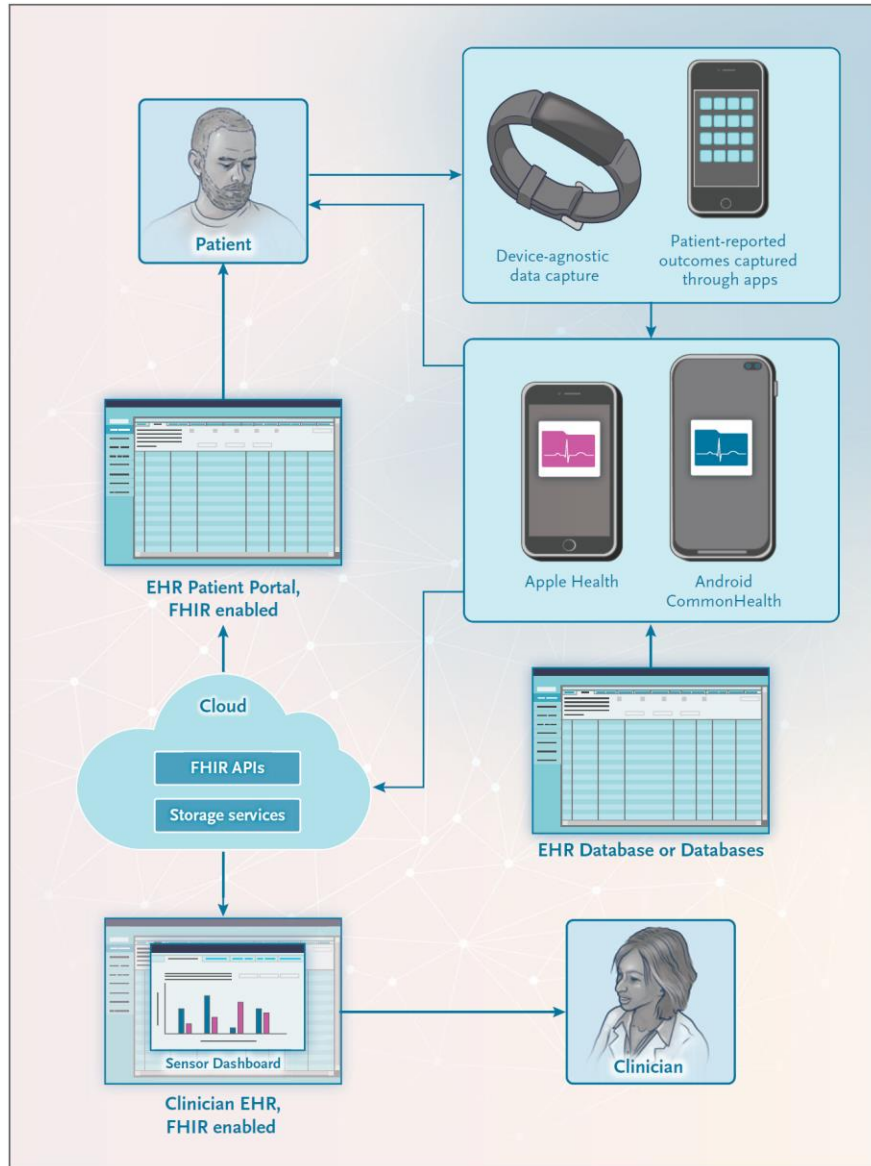 Patient
Device-agnostic
data capture
Patient-reported
outcomes captured
through apps
Apple Health
Android
CommonHealth
EHR Patient Portal,
FHIR enabled
Cloud
FHIR APIs
Storage services
EHR Database or Databases
Sensor Dashboard
Clinician EHR,
FHIR enabled
Clinician